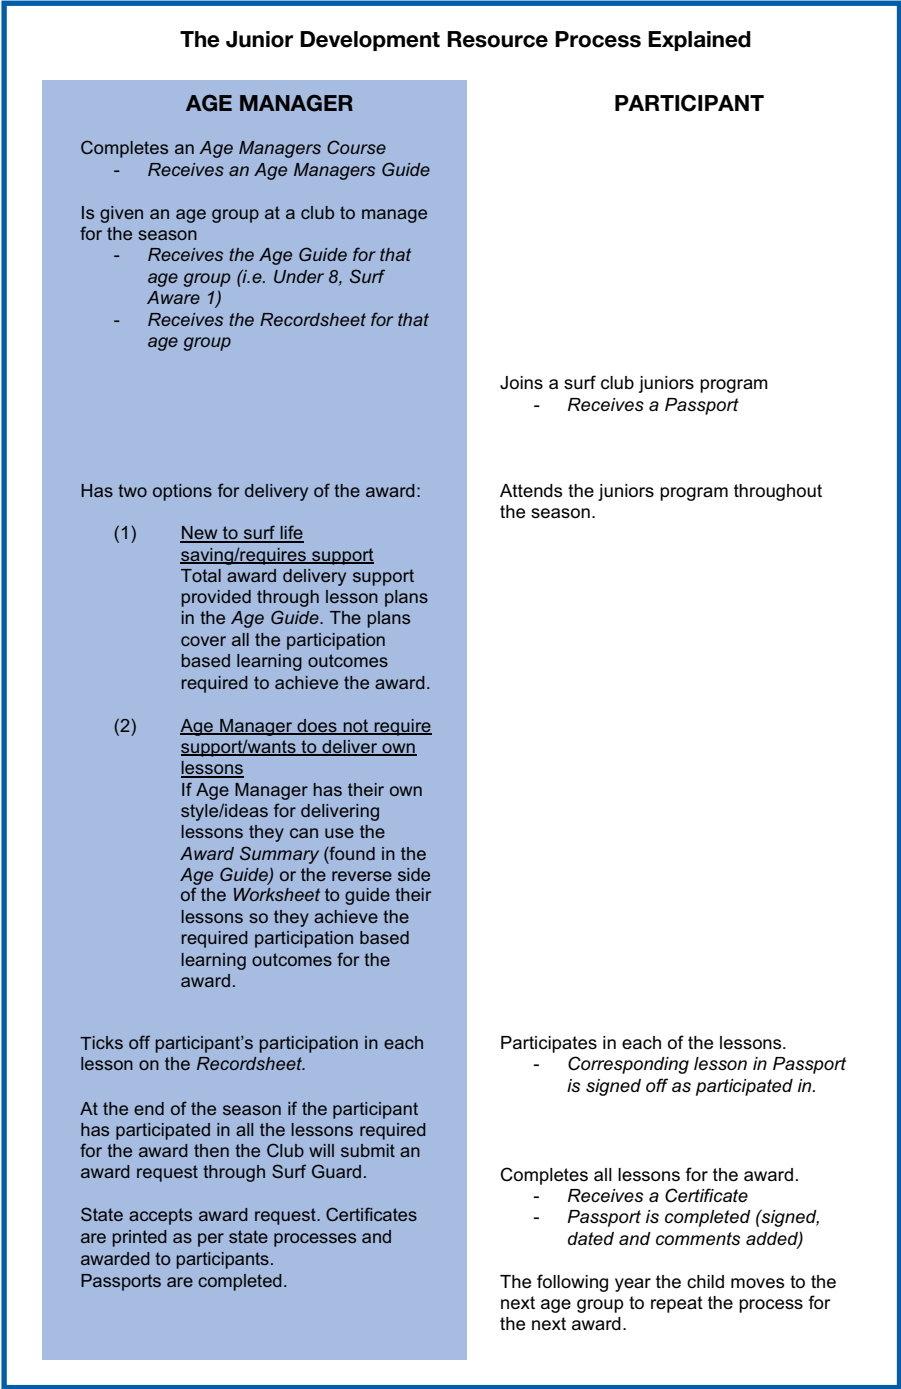 The Junior Development Resource Process Explained
AGE MANAGER
Completes an Age Managers Course
- Receives an Age Managers Guide
Is given an age group at a club to manage
for the season
- Receives the Age Guide for that
age group (i.e. Under 8, Surf
Aware 1)
- Receives the Recordsheet for that
age group
Has two options for delivery of the award:
(1) New to surf life
saving/requires support
Total award delivery support
provided through lesson plans
in the Age Guide. The plans
cover all the participation
based learning outcomes
required to achieve the award.
(2) Age Manager does not require
support/wants to deliver own
lessons
If Age Manager has their own
style/ideas for delivering
lessons they can use the
Award Summary (found in the
Age Guide) or the reverse side
of the Worksheet to guide their
lessons so they achieve the
required participation based
learning outcomes for the
award.
Ticks off participant's participation in each
lesson on the Recordsheet.
At the end of the season if the participant
has participated in all the lessons required
for the award then the Club will submit an
award request through Surf Guard.
State accepts award request. Certificates
are printed as per state processes and
awarded to participants.
Passports are completed.
PARTICIPANT
Joins a surf club juniors program
- Receives a Passport
Attends the juniors program throughout
the season.
Participates in each of the lessons.
- Corresponding lesson in Passport
is signed off as participated in.
Completes all lessons for the award.
- Receives a Certificate
- Passport is completed (signed,
dated and comments added)
The following year the child moves to the
next age group to repeat the process for
the next award.